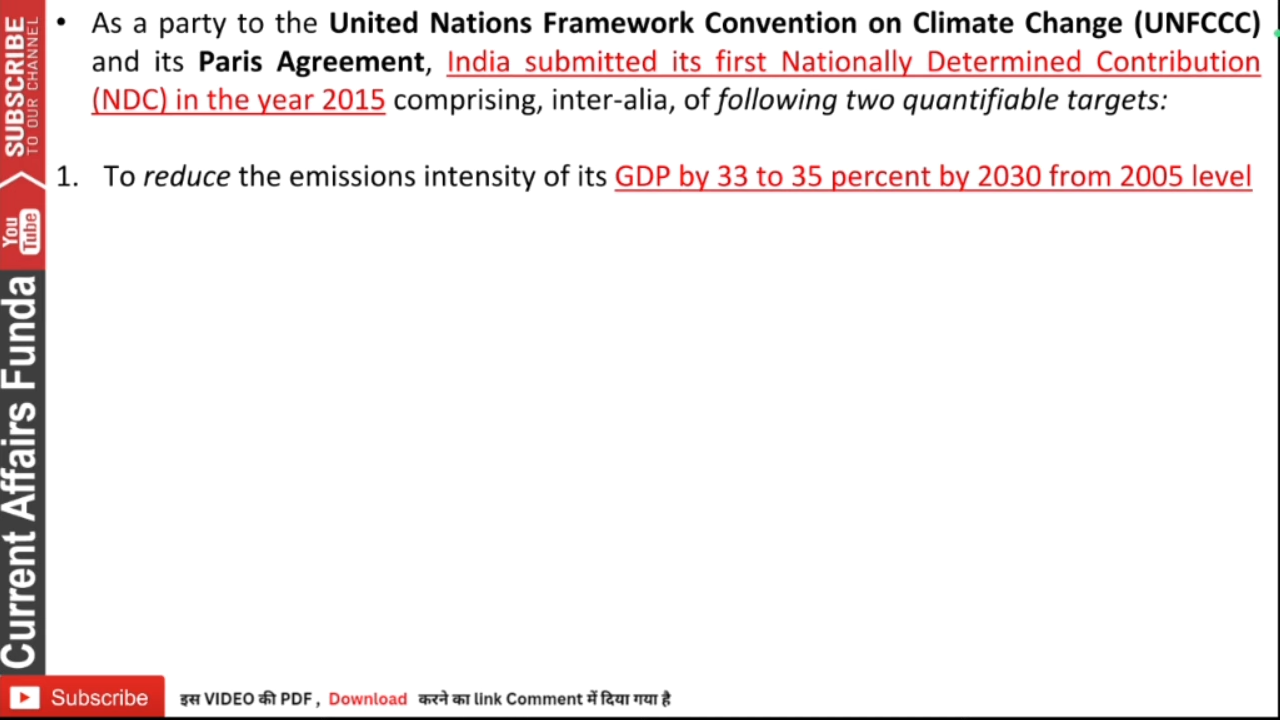 • As a party to the United Nations Framework Convention on Climate Change (UNFCCC)
and its Paris Agreement, India submitted its first Nationally Determined Contribution
(NDC) in the year 2015 comprising, inter-alia, of following two quantifiable targets:
1. To reduce the emissions intensity of its GDP by 33 to 35 percent by 2030 from 2005 level
SUBSCRIBE
TO OUR CHANNEL
You
Tube
Current Affairs Funda
Subscribe
इस VIDEO की PDF , Download करने का link Comment में दिया गया है